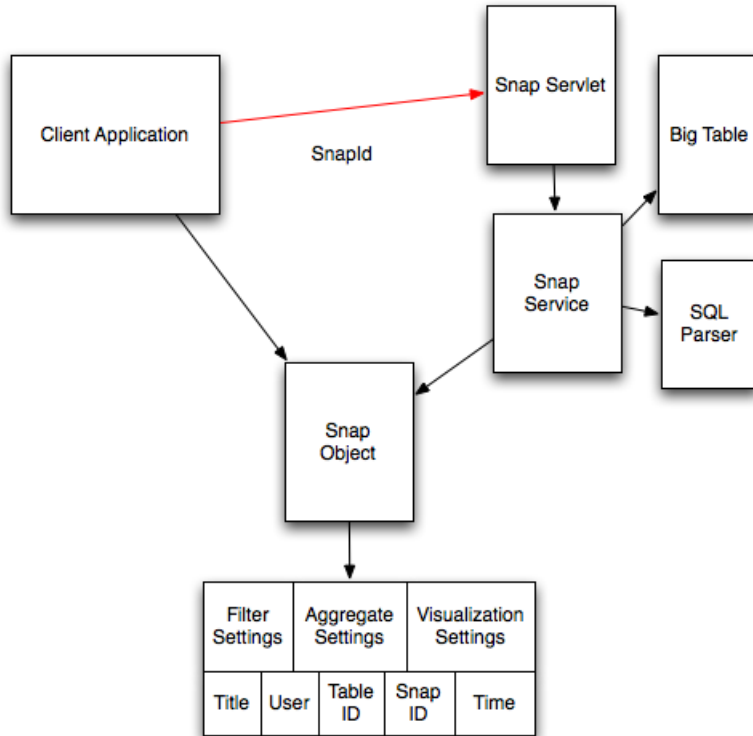 Snap Servlet
Client Application
Big Table
SnapId
Snap
Service
SQL
Parser
Snap
Object
Filter
Settings
Aggregate
Settings
Visualization
Settings
Title
User
Table
ID
Snap
ID
Time